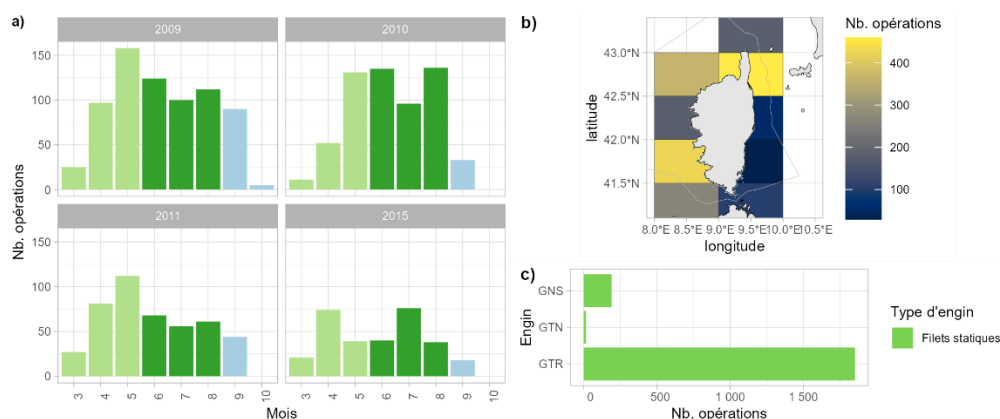 a)
2009
2010
150
100
50
0
2011
2015
150
100
50
0
3 4 5 6 7 8 9 10
3 4 5 6 7 8 9 10
Mois
Nb. opérations
b)
43.0°N
42.5°N
42.0°N
41.5°N
latitude
8.0°E 8.5°E 9.0°E 9.5°E 10.0°E 10.5°E
longitude
Nb. opérations
400
300
200
100
c)
GNS
GTN
GTR
Engin
0 500 1 000 1 500
Nb. opérations
Type d'engin
Filets statiques